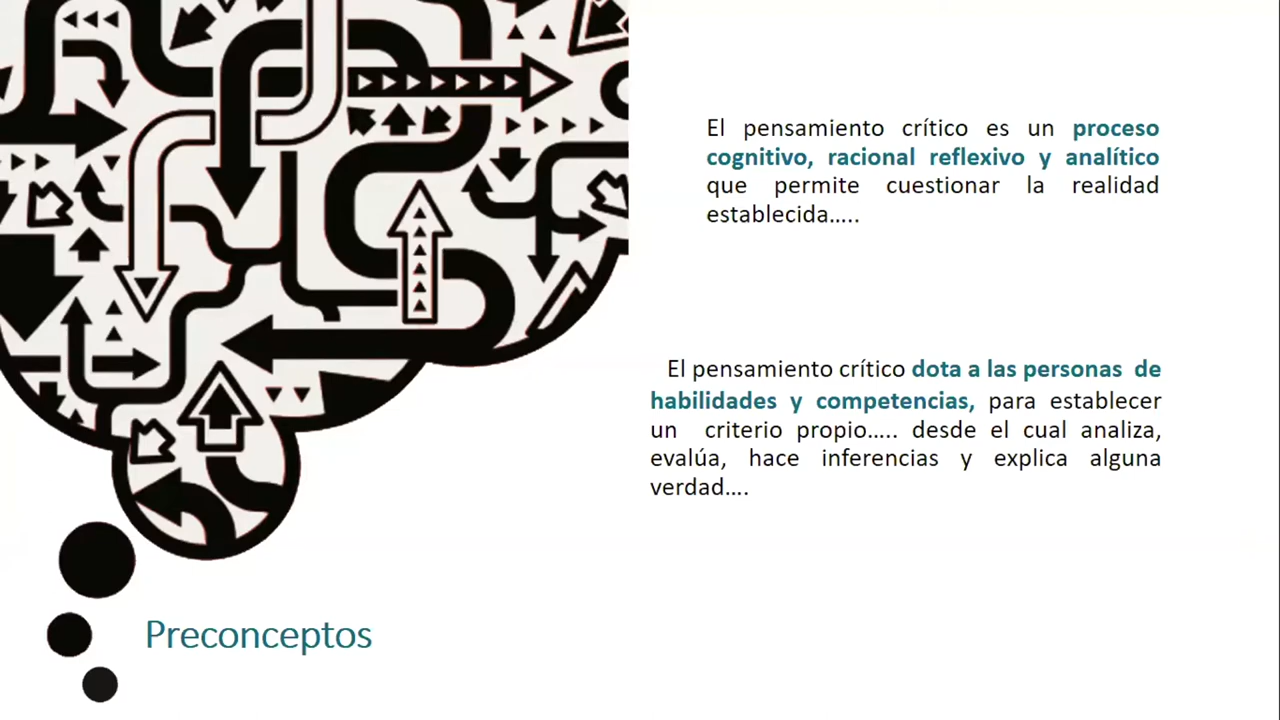 El pensamiento crítico es un proceso
cognitivo, racional reflexivo y analítico
que permite cuestionar la realidad
establecida…..
El pensamiento crítico dota a las personas de
habilidades y competencias, para establecer
un criterio propio….. desde el cual analiza,
evalúa, hace inferencias y explica alguna
verdad….
Preconceptos